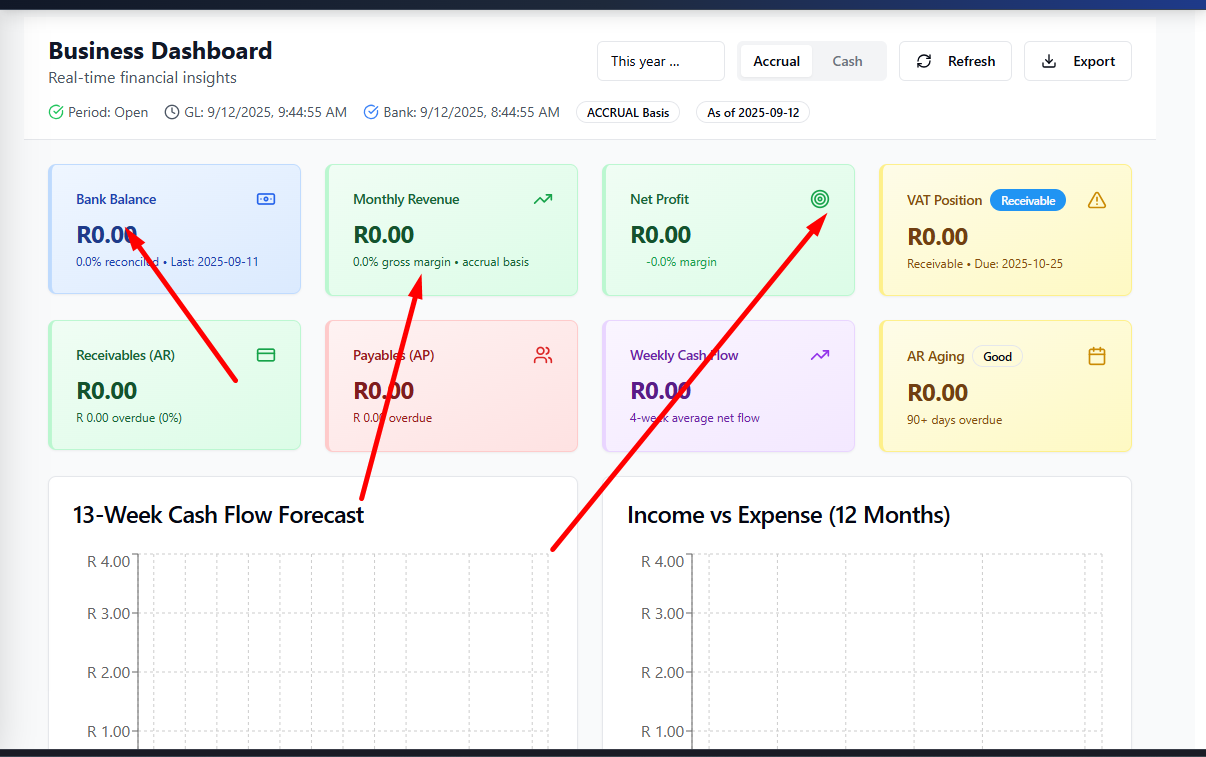 Business Dashboard
Real-time financial insights
This year ...
Accrual
Cash
Refresh
Export
Period: Open
GL: 9/12/2025, 9:44:55 AM
Bank: 9/12/2025, 8:44:55 AM
ACCRUAL Basis
As of 2025-09-12
Bank Balance
R0.00
0.0% reconciled • Last: 2025-09-11
Monthly Revenue
R0.00
0.0% gross margin • accrual basis
Net Profit
R0.00
-0.0% margin
VAT Position
Receivable
R0.00
Receivable • Due: 2025-10-25
Receivables (AR)
R0.00
R 0.00 overdue (0%)
Payables (AP)
R0.00
R 0.00 overdue
Weekly Cash Flow
R0.00
4-week average net flow
AR Aging
Good
R0.00
90+ days overdue
13-Week Cash Flow Forecast
R 4.00
R 3.00
R 2.00
R 1.00
Income vs Expense (12 Months)
R 4.00
R 3.00
R 2.00
R 1.00